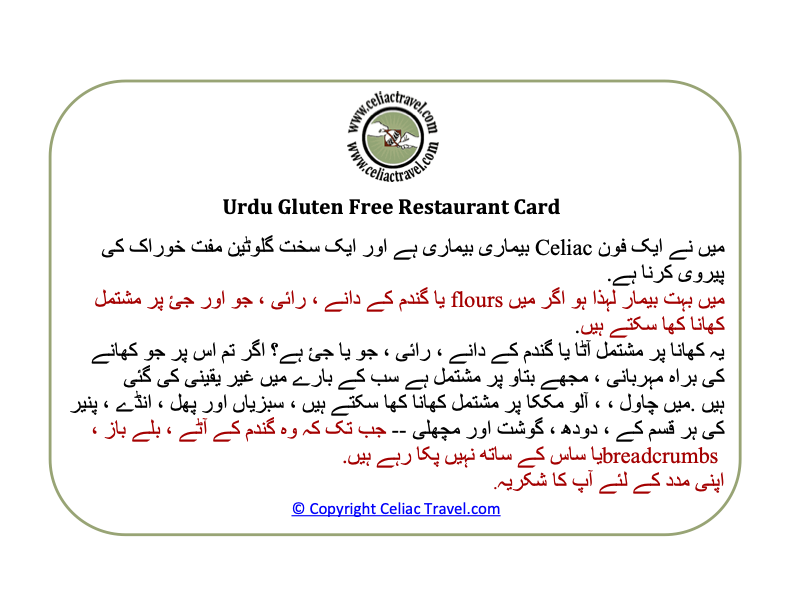 www.celiactravel.com
www.celiactravel.com
Urdu Gluten Free Restaurant Card
میں نے ایک فون Celiac بیماری بیماری ہے اور ایک سخت گلوٹین مفت خوراک کی
پیروی کرنا ہے.
میں بہت بیمار لہذا ہو اگر میں flours یا گندم کے دانے ، رائی ، جو اور جئ پر مشتمل
کھانا کھا سکتے ہیں.
یہ کھانا پر مشتمل آٹا یا گندم کے دانے ، رائی ، جو یا جئ ہے؟ اگر تم اس پر جو کھانے
کی براہ مہربانی ، مجھے بتاو پر مشتمل ہے سب کے بارے میں غیر یقینی کی گئی
ہیں .میں چاول ، ، آلو مککا پر مشتمل کھانا کھا سکتے ہیں ، سبزیاں اور پھل ، انڈے ، پنیر
کی ہر قسم کے ، دودھ ، گوشت اور مچھلی -- جب تک کہ وہ گندم کے آٹے ، بلے باز ،
breadcrumbsیا ساس کے ساتھ نہیں پکا رہے ہیں.
اپنی مدد کے لئے آپ کا شکریہ.
© Copyright Celiac Travel.com